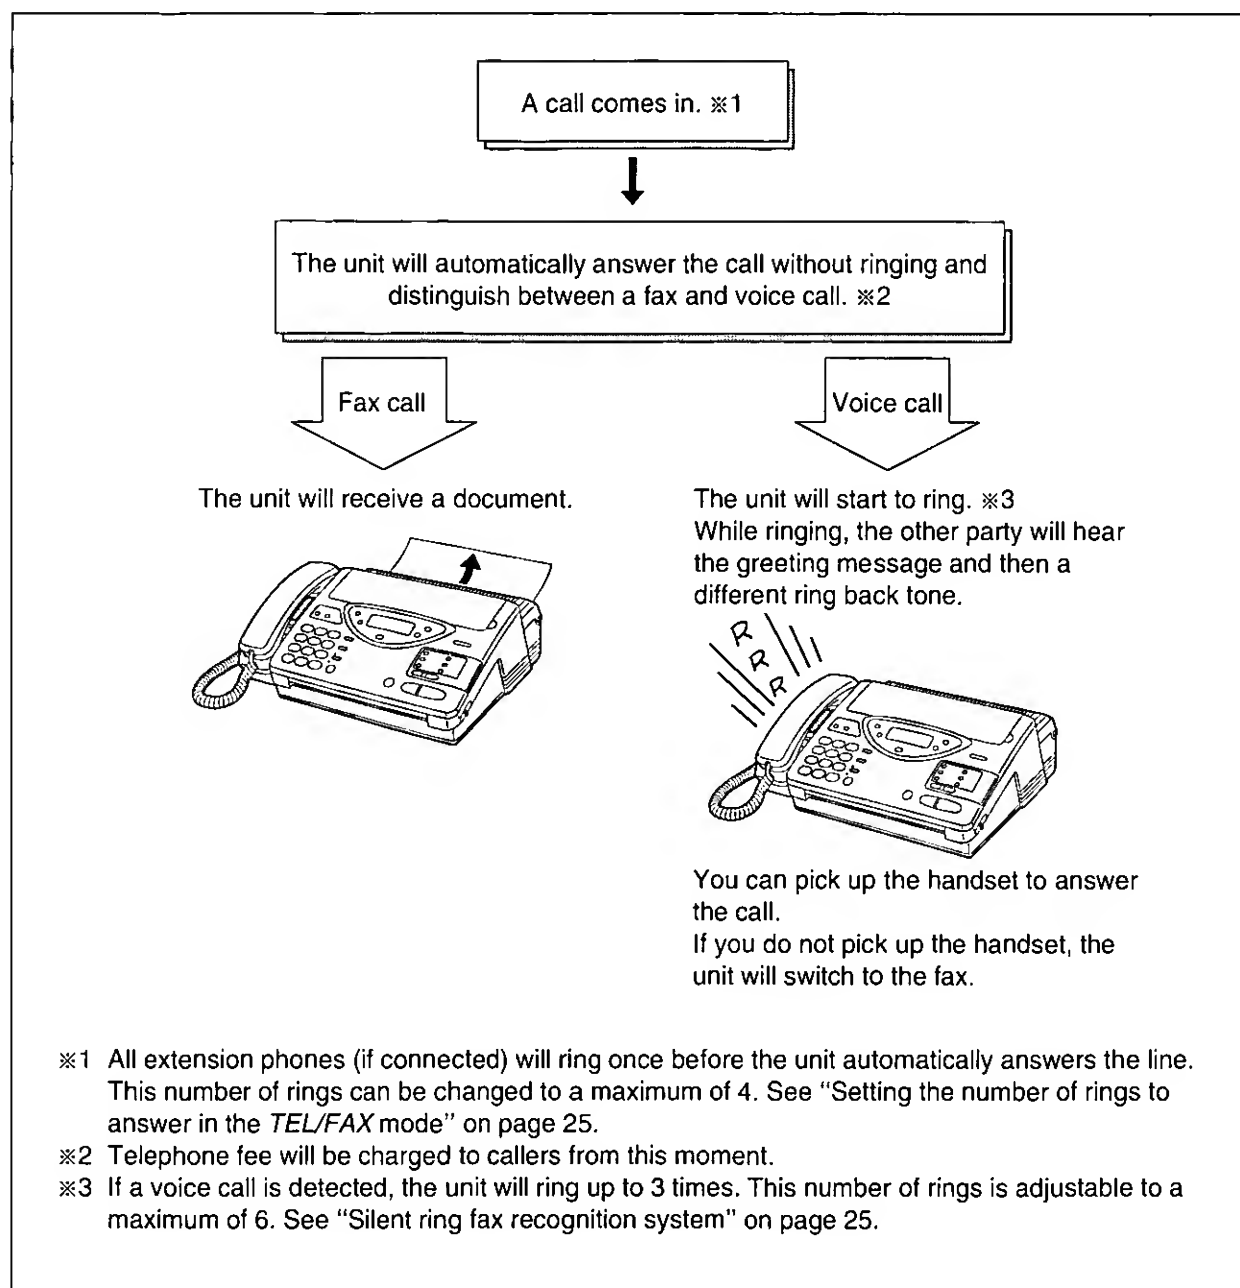 A call comes in. ※1
The unit will automatically answer the call without ringing and
distinguish between a fax and voice call. ※2
Fax call
Voice call
The unit will receive a document.
The unit will start to ring. ※3
While ringing, the other party will hear
the greeting message and then a
different ring back tone.
R
R
R
You can pick up the handset to answer
the call.
If you do not pick up the handset, the
unit will switch to the fax.
※1 All extension phones (if connected) will ring once before the unit automatically answers the line.
This number of rings can be changed to a maximum of 4. See “Setting the number of rings to
answer in the TEL/FAX mode” on page 25.
※2 Telephone fee will be charged to callers from this moment.
※3 If a voice call is detected, the unit will ring up to 3 times. This number of rings is adjustable to a
maximum of 6. See “Silent ring fax recognition system” on page 25.